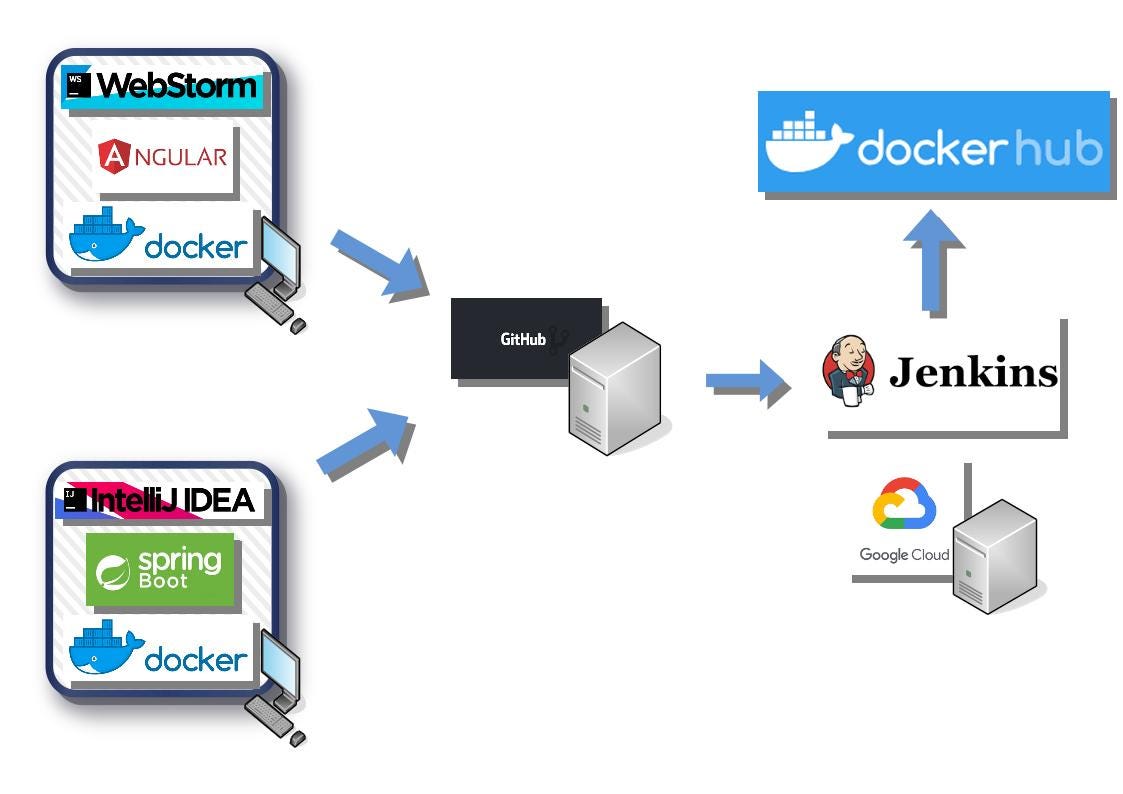 WS
WebStorm
ANGULAR
docker
IJ
IntelliJ IDEA
spring
Boot
docker
GitHub
docker hub
Jenkins
Google Cloud